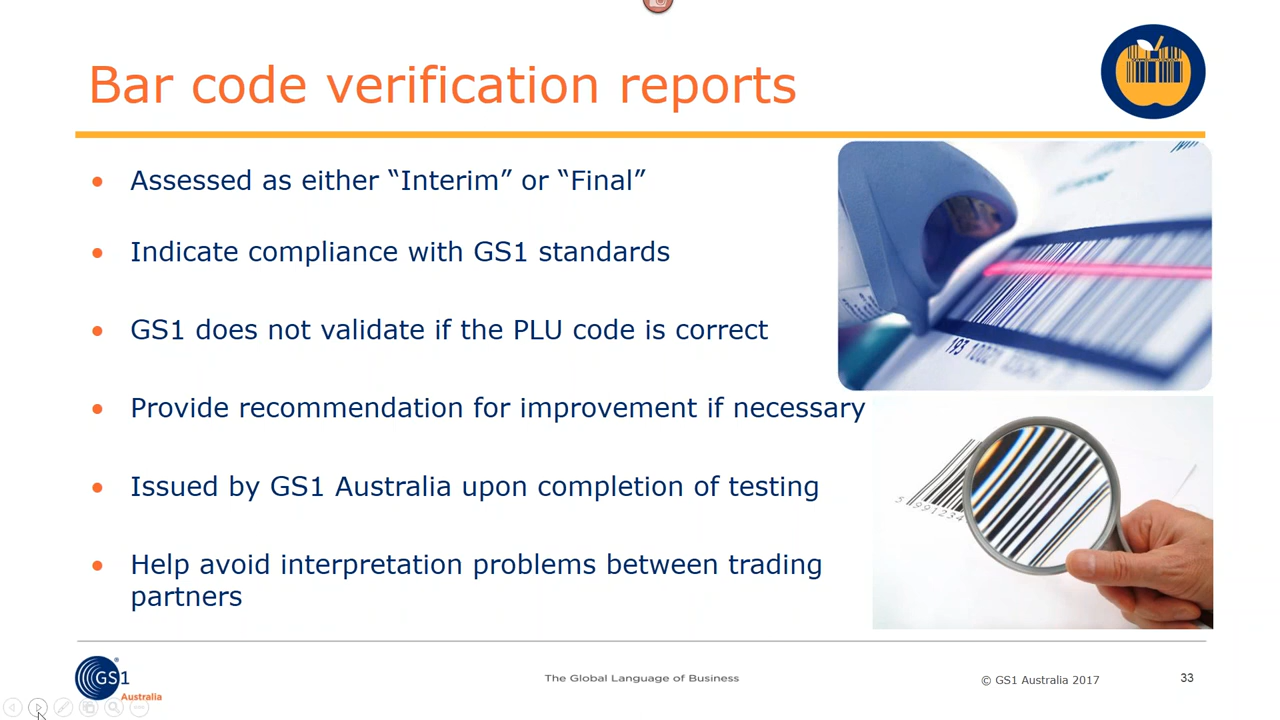 Bar code verification reports
• Assessed as either “Interim” or “Final”
• Indicate compliance with GS1 standards
• GS1 does not validate if the PLU code is correct
• Provide recommendation for improvement if necessary
• Issued by GS1 Australia upon completion of testing
• Help avoid interpretation problems between trading
partners
193
5 991234
GS1
®
Australia
The Global Language of Business
© GS1 Australia 2017
33